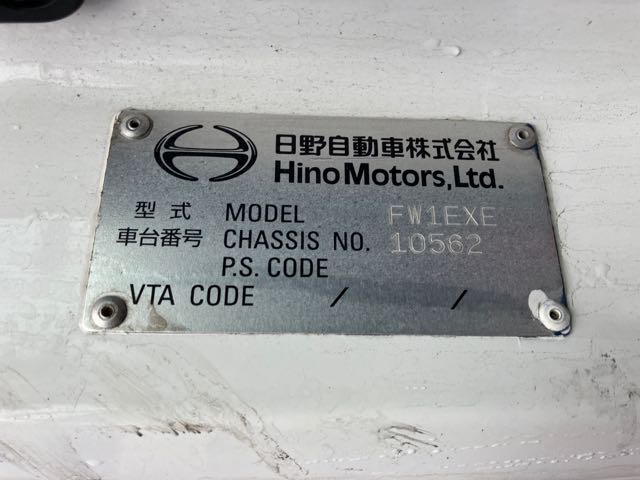 日野自動車株式会社
Hino Motors, Ltd.
型式 MODEL FW1EXE
車台番号 CHASSIS NO. 10562
P.S. CODE
VTA CODE / /